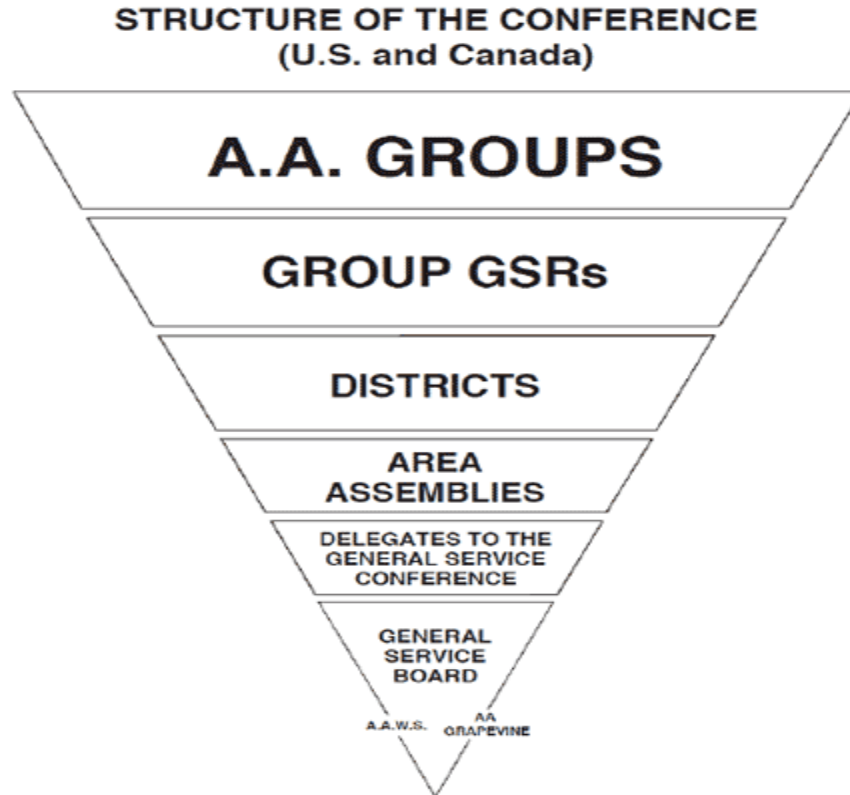 STRUCTURE OF THE CONFERENCE
(U.S. and Canada)
A.A. GROUPS
GROUP GSRs
DISTRICTS
AREA
ASSEMBLIES
DELEGATES TO THE
GENERAL SERVICE
CONFERENCE
GENERAL
SERVICE
BOARD
A.A.W.S.
AA
GRAPEVINE